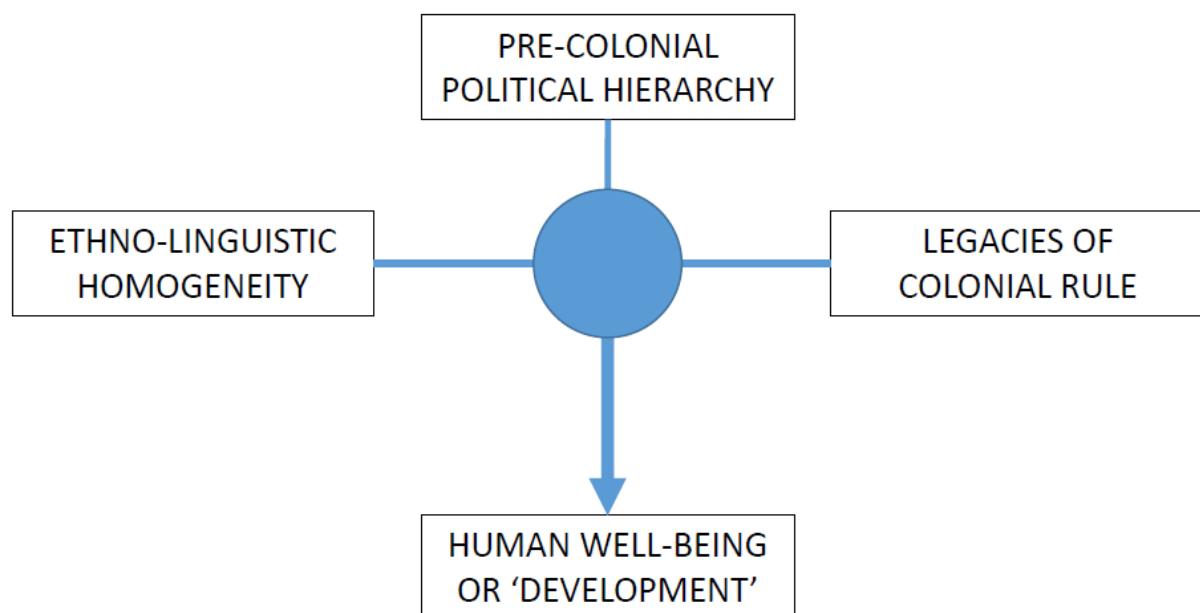 PRE-COLONIAL
POLITICAL HIERARCHY
ETHNO-LINGUISTIC
HOMOGENEITY
LEGACIES OF
COLONIAL RULE
HUMAN WELL-BEING
OR ‘DEVELOPMENT’